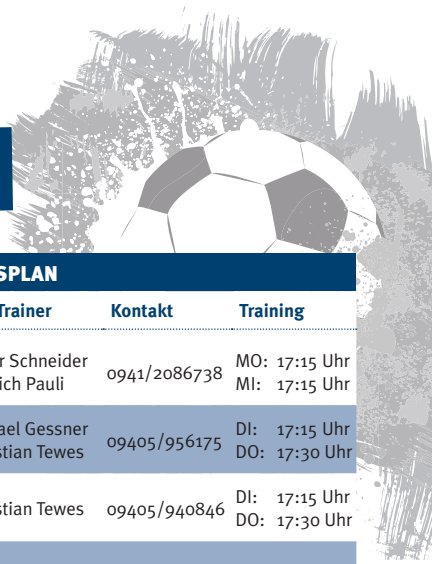 SPLAN
Trainer Kontakt Training
r Schneider MO: 17:15 Uhr
ich Pauli 0941/2086738 MI: 17:15 Uhr
ael Gessner DI: 17:15 Uhr
stian Tewes 09405/956175 DO: 17:30 Uhr
stian Tewes 09405/940846 DI: 17:15 Uhr
DO: 17:30 Uhr